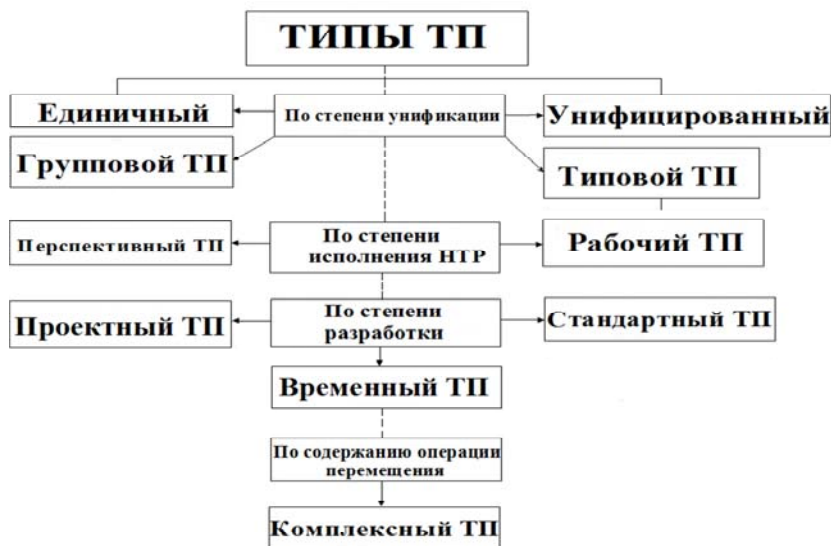 ТИПЫ ТП
Единичный
По степени унификации
Унифицированный
Групповой ТП
Типовой ТП
Перспективный ТП
По степени
исполнения НТР
Рабочий ТП
Проектный ТП
По степени
разработки
Стандартный ТП
Временный ТП
По содержанию операции
перемещения
Комплексный ТП